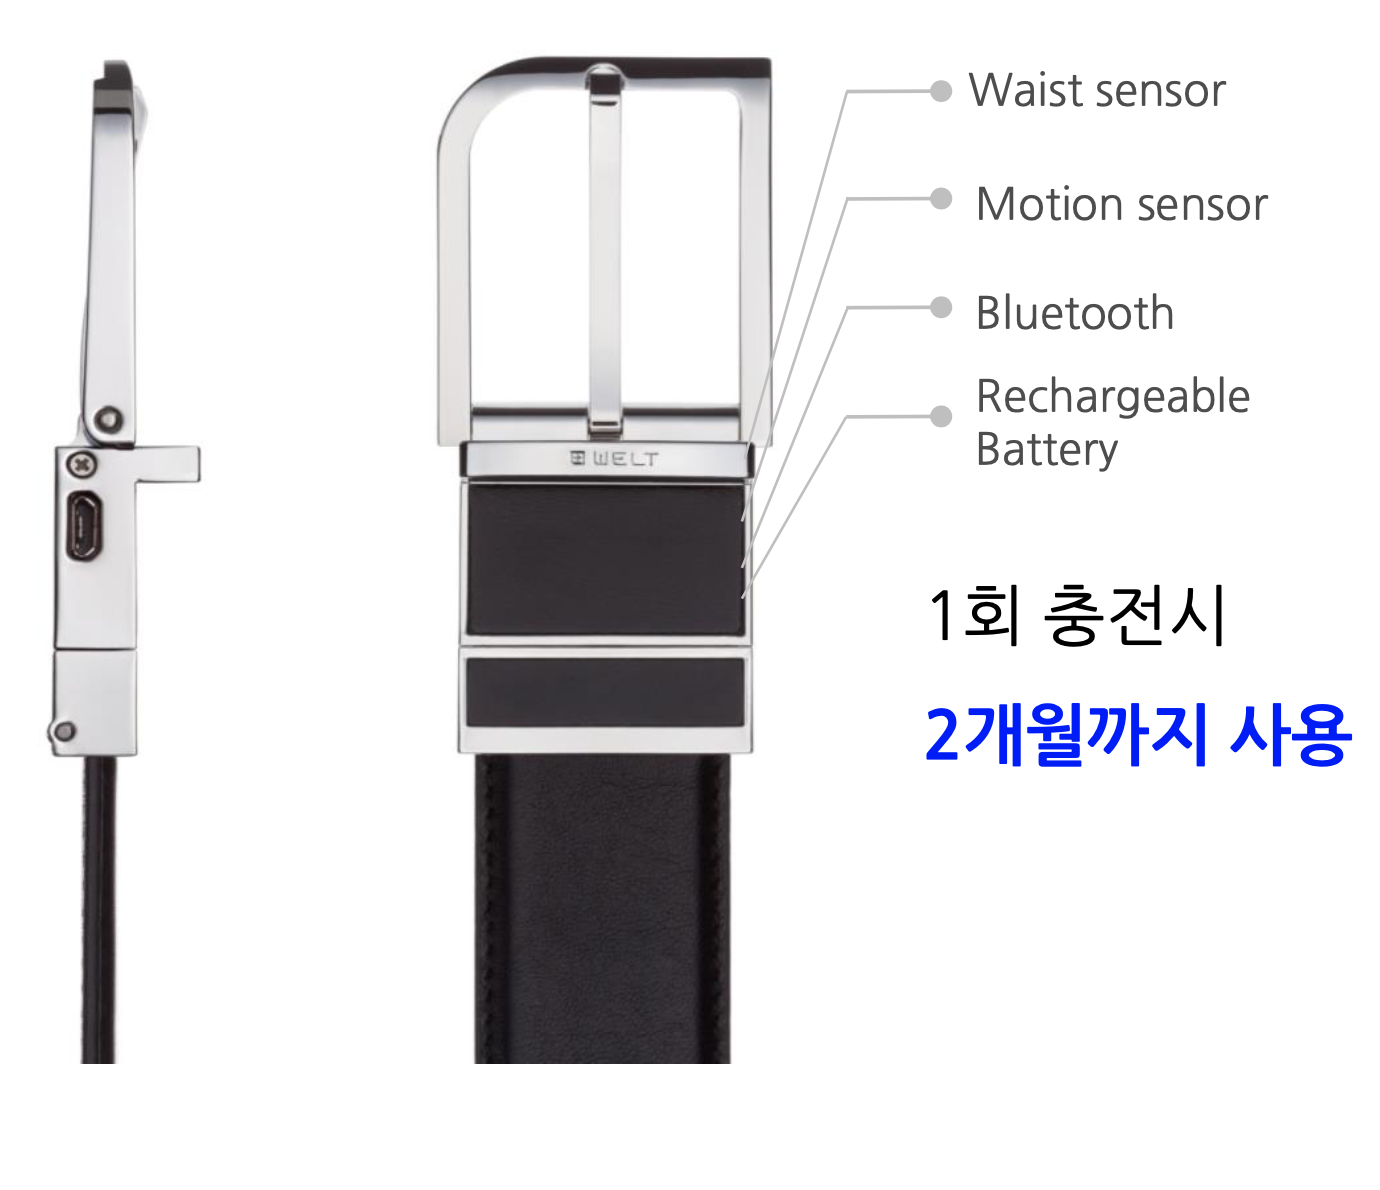 Waist sensor
Motion sensor
Bluetooth
Rechargeable
Battery
WELT
1회 충전시
2개월까지 사용